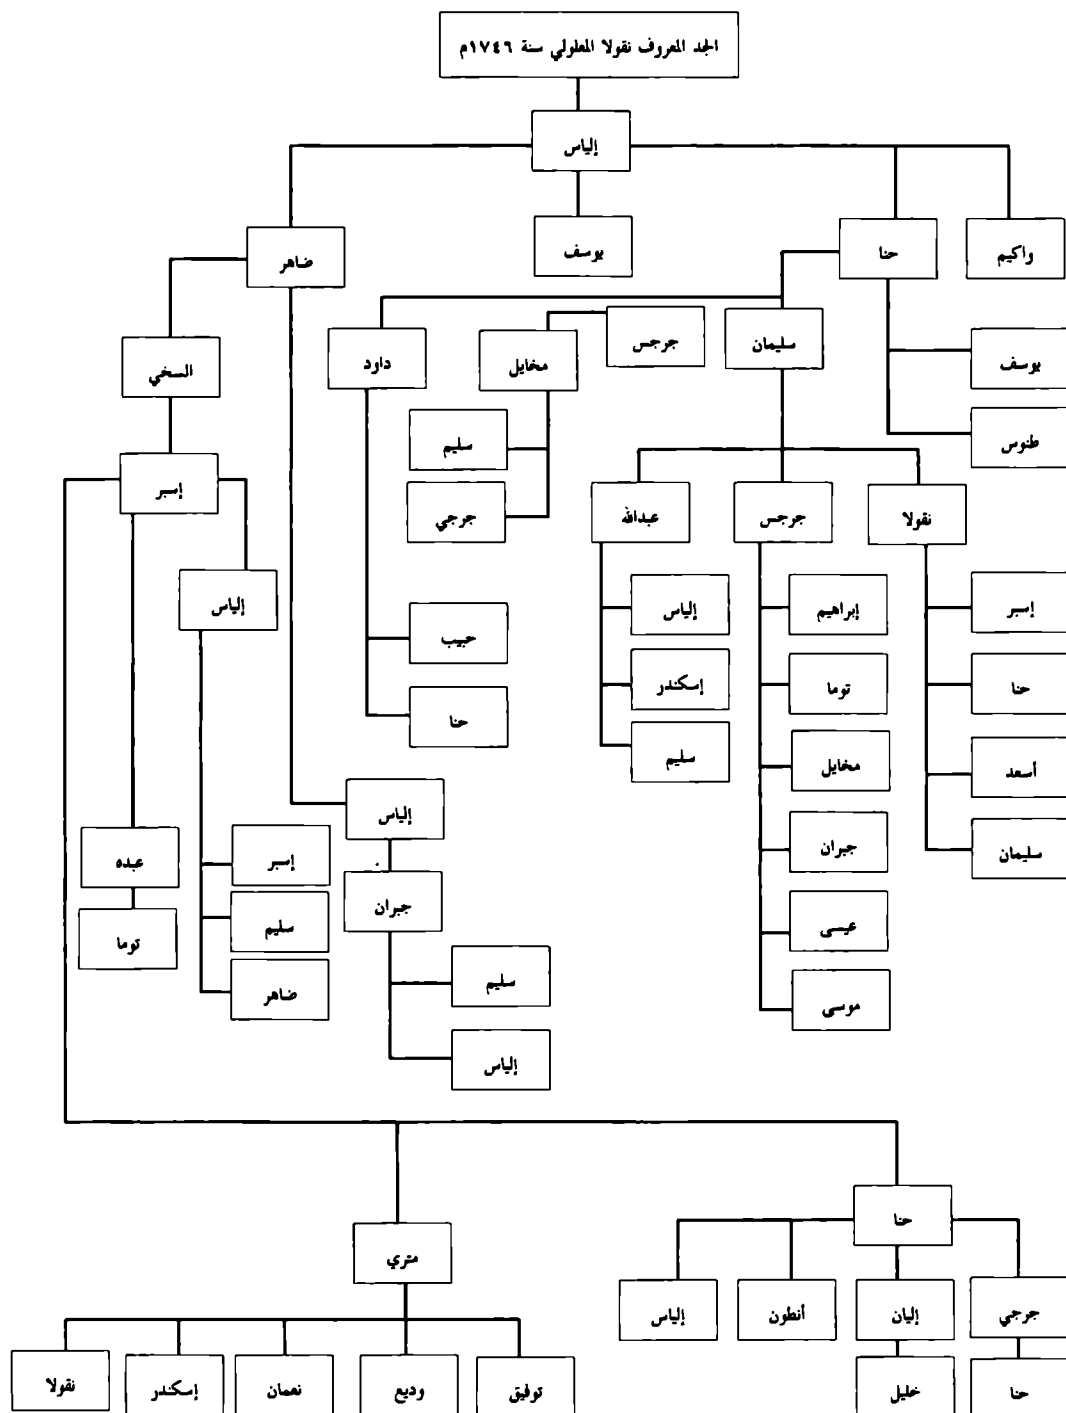 الجد المعروف نقولا المعلولي سنة ١٧٤٦م
إلياس
واكيم
حنا
يوسف
ضاهر
يوسف
طنوس
سليمان
جرجس
مخايل
داود
السخي
سليم
جرجي
إسبر
نقولا
جرجس
عبدالله
إلياس
إسبر
حنا
أسعد
سليمان
إبراهيم
توما
مخايل
جبران
عيسى
موسى
إلياس
إسكندر
سليم
حبيب
حنا
إلياس
جبران
سليم
إلياس
إسبر
سليم
ضاهر
عبده
توما
حنا
متري
جرجي
إليان
أنطون
إلياس
حنا
خليل
توفيق
وديع
نعمان
إسكندر
نقولا